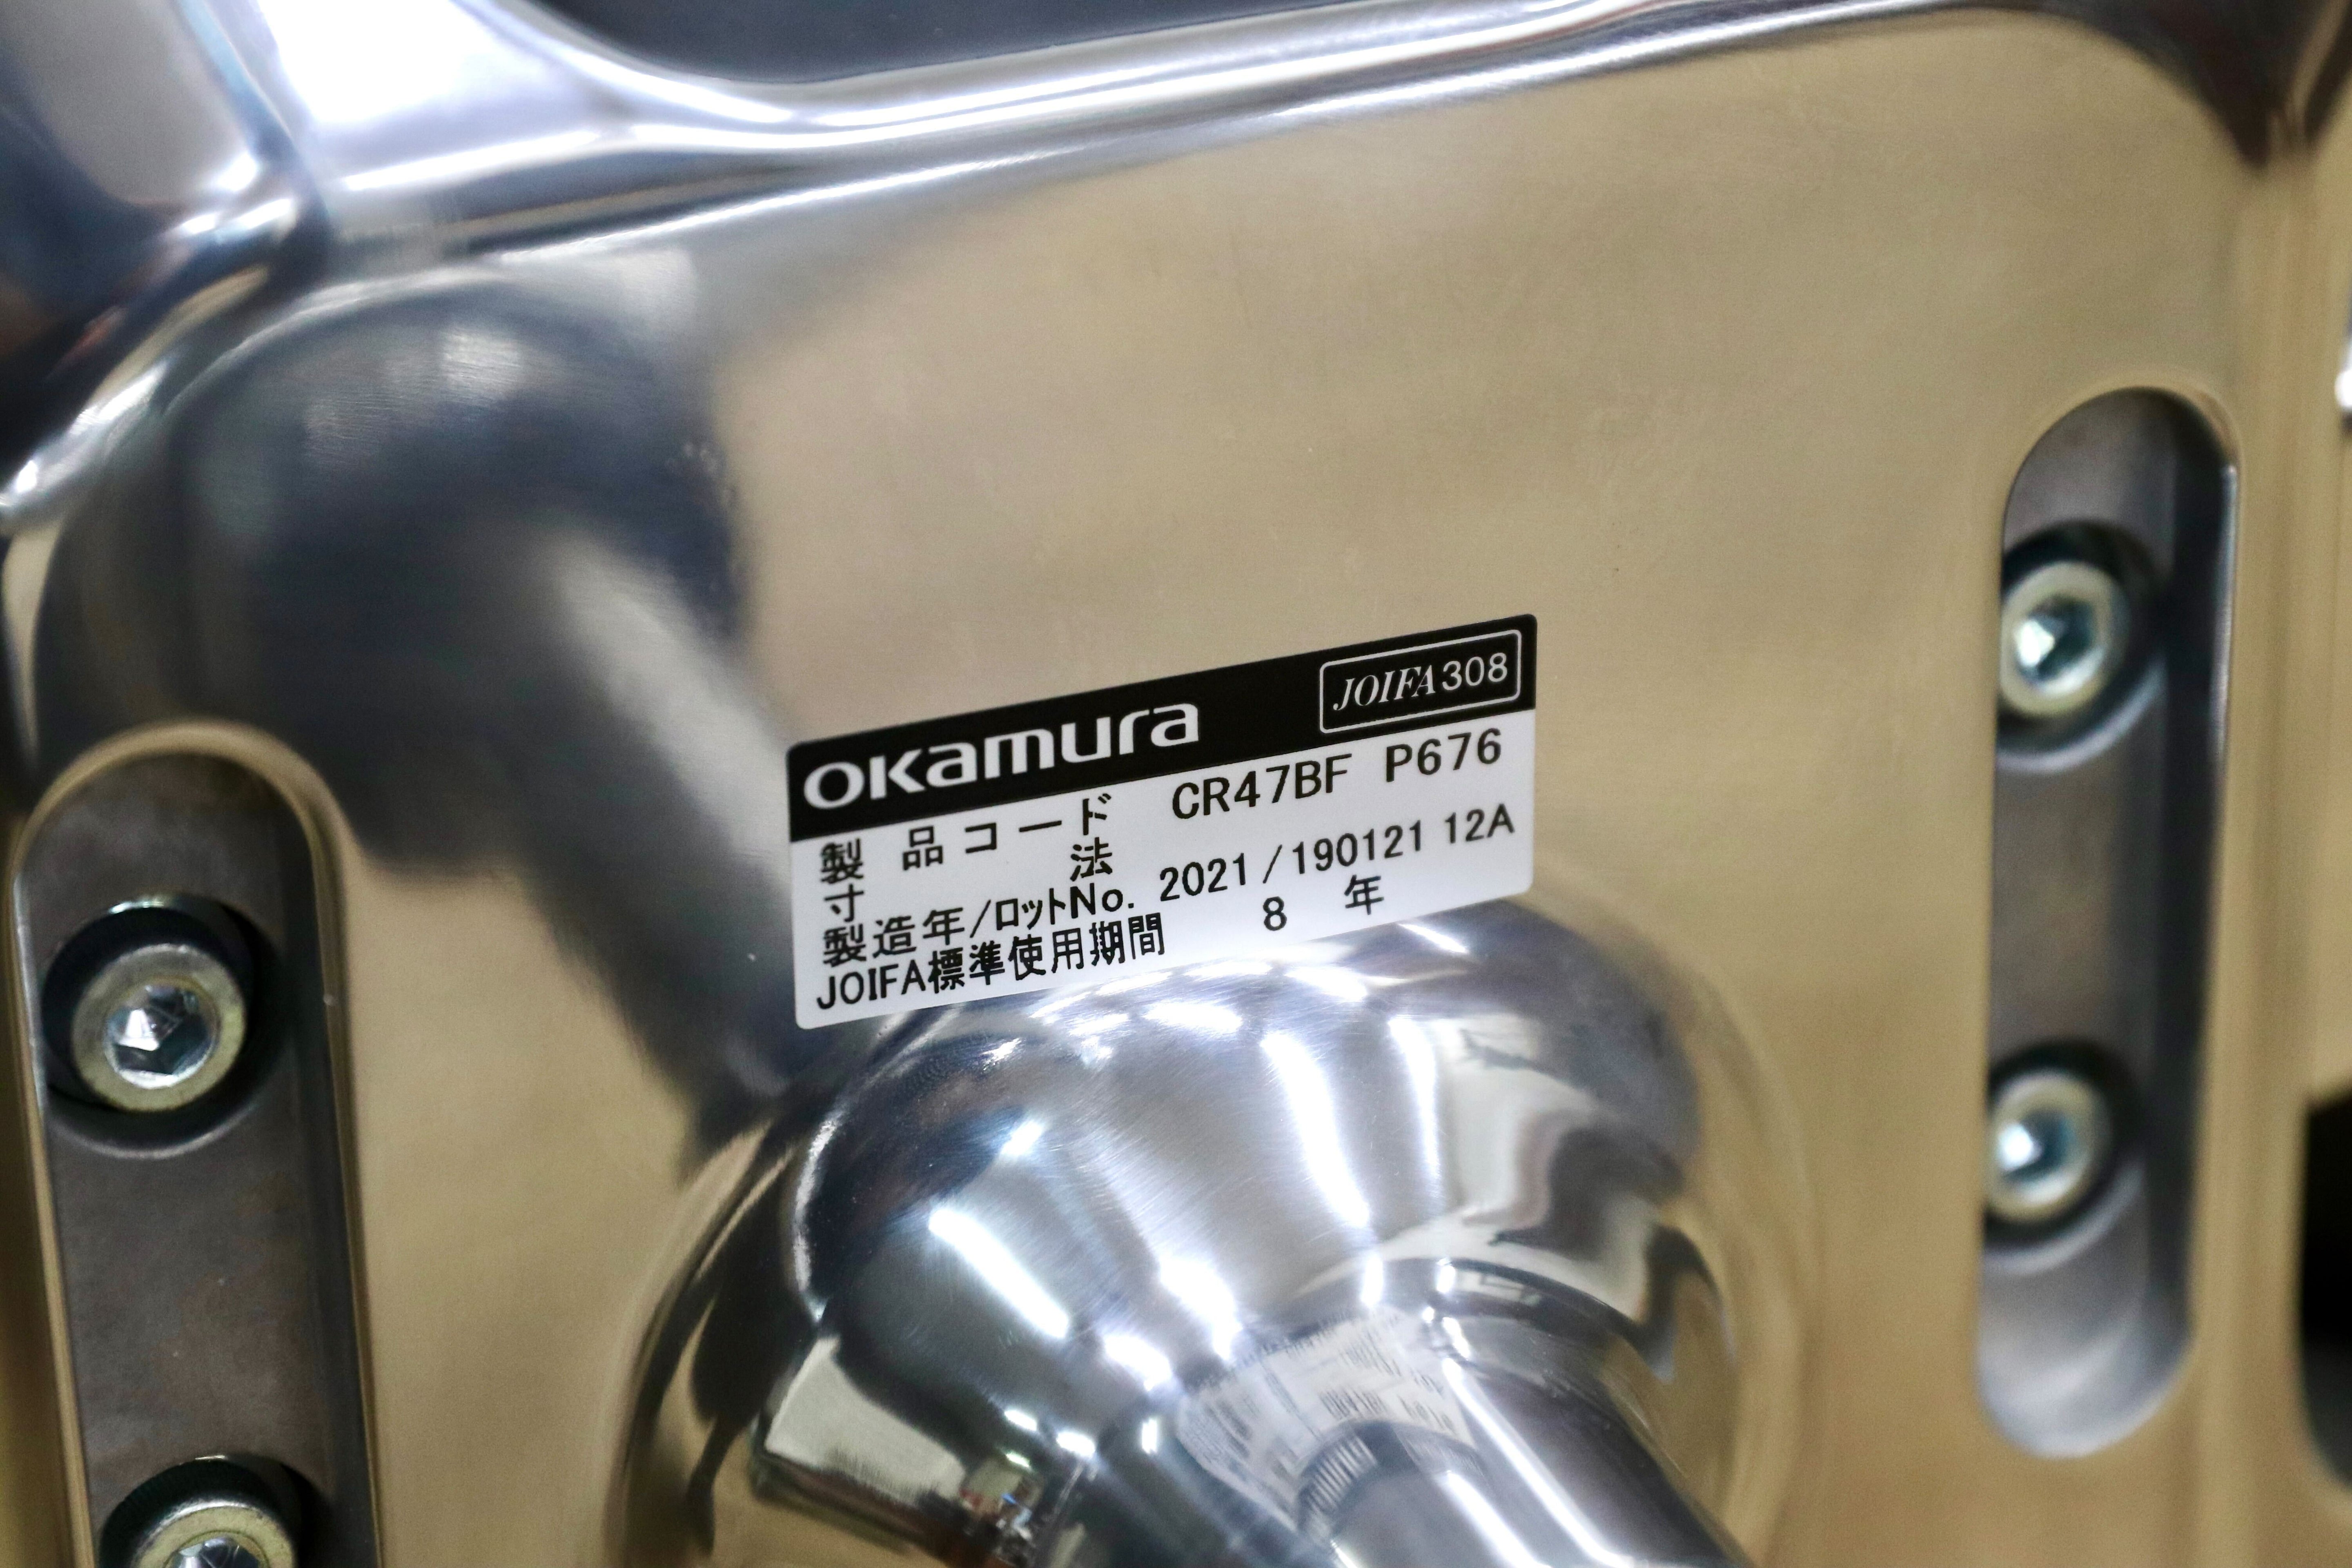 OKamura JOIFA308
製品コード CR47BF P676
寸法
製造年/ロットNo. 2021/190121 12A
JOIFA標準使用期間 8 年